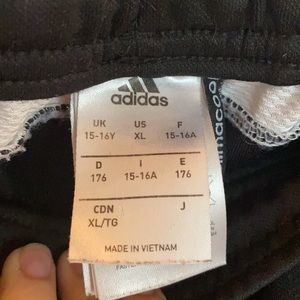 adidas
UK US F
15-16Y XL 15-16A
D I E
176 15-16A 176
CDN J
XL/TG
MADE IN VIETNAM